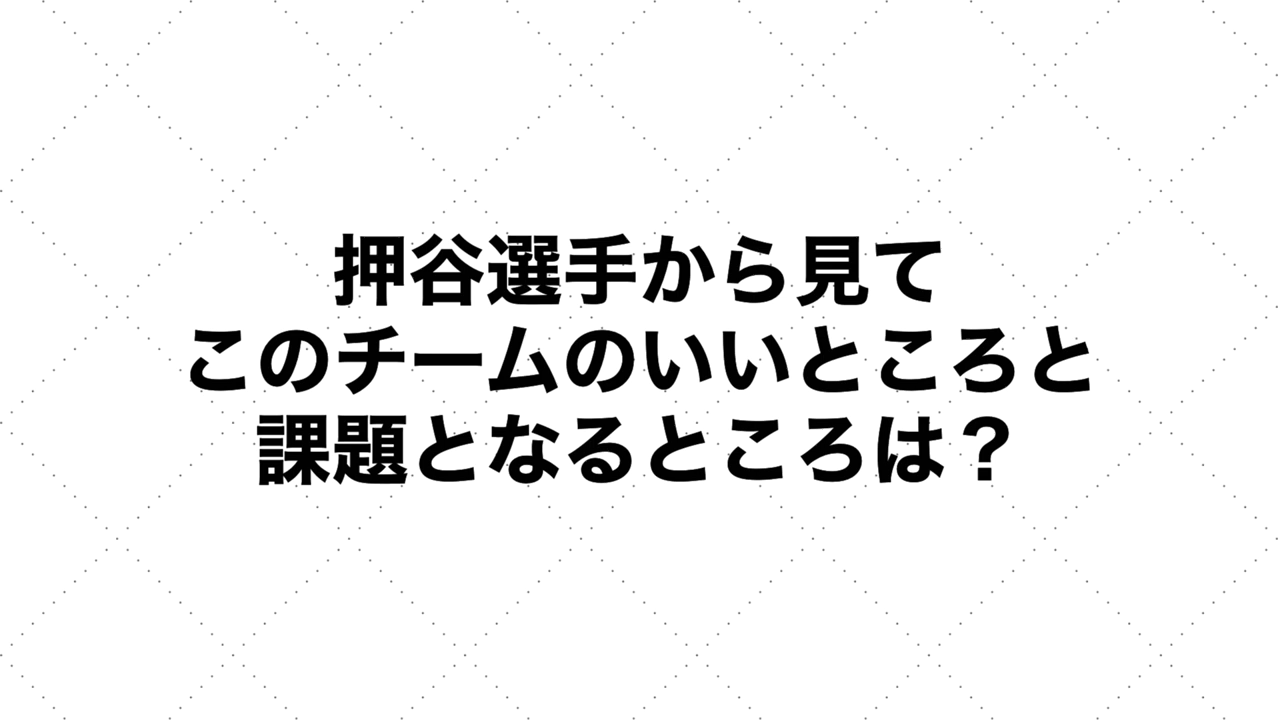 押谷選手から見て
このチームのいいところと
課題となるところは？